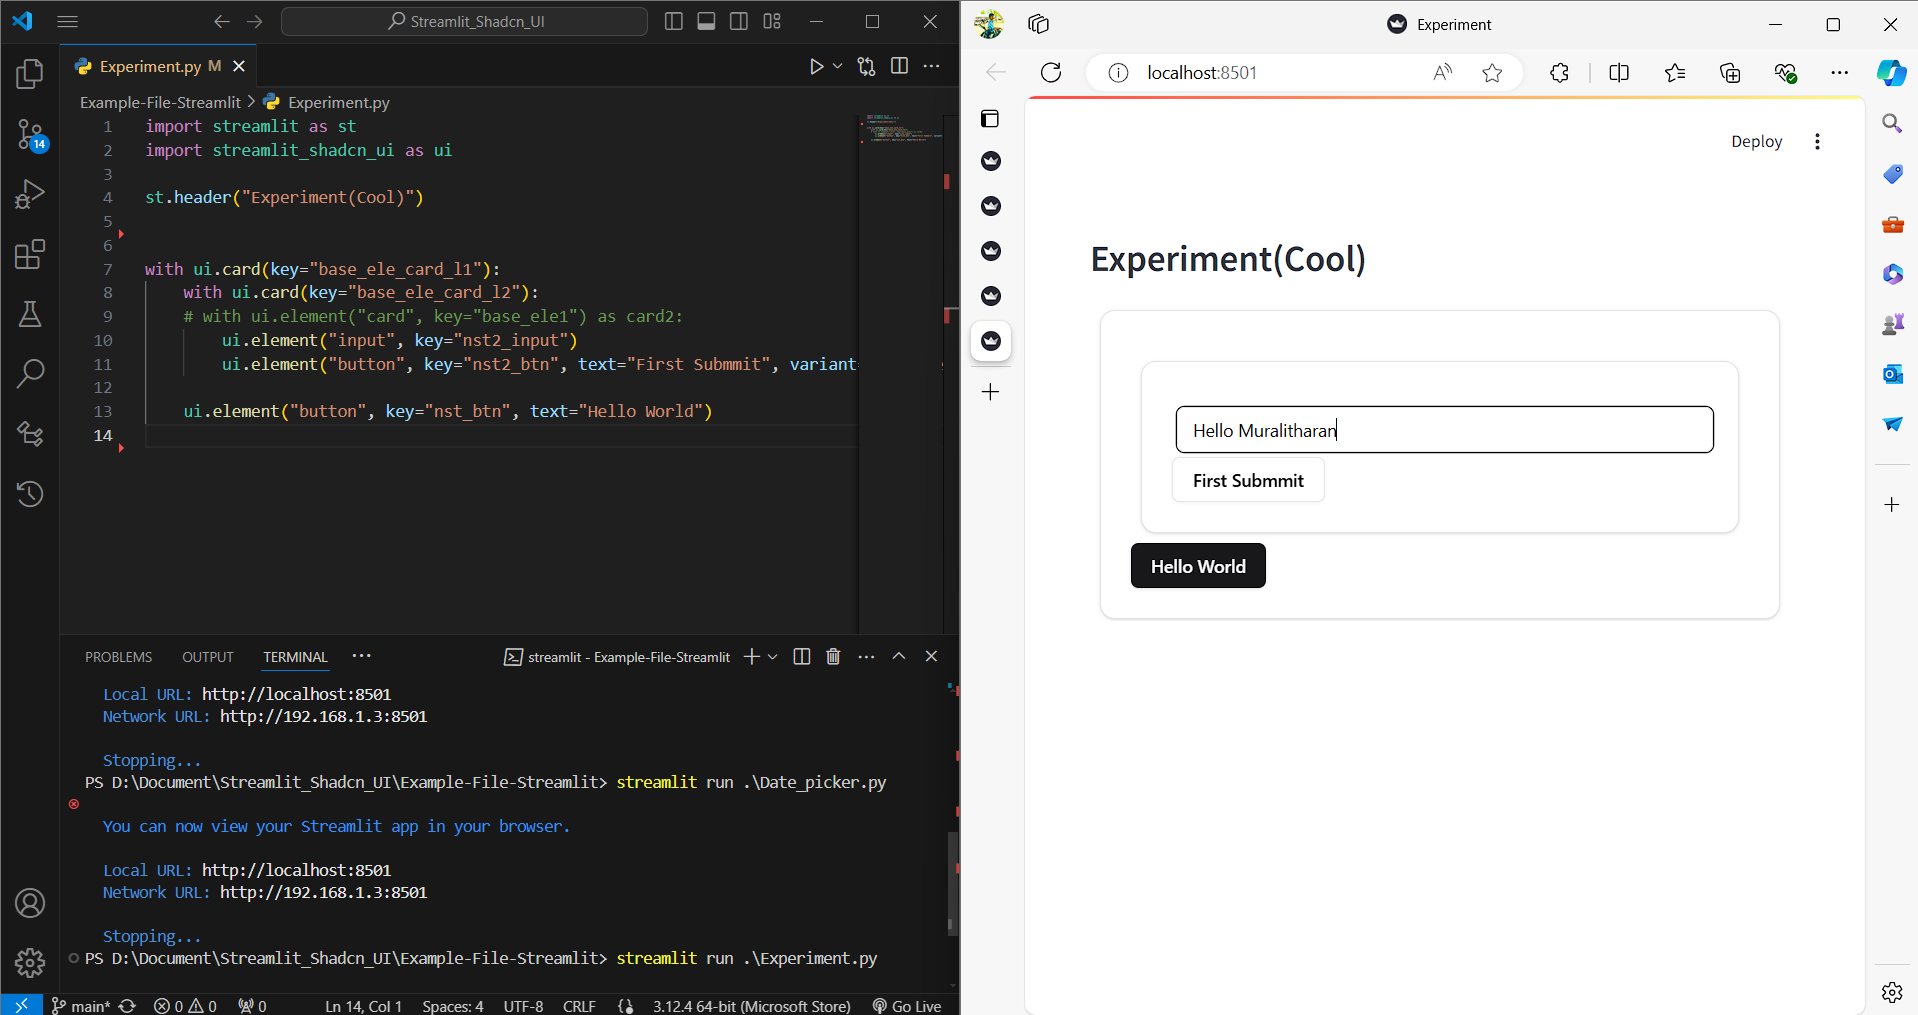 Streamlit_Shadcn_UI
Experiment.py M
Example-File-Streamlit > Experiment.py
1 import streamlit as st
2 import streamlit_shadcn_ui as ui
3
4 st.header("Experiment(Cool)")
5
6
7 with ui.card(key="base_ele_card_l1"):
8 with ui.card(key="base_ele_card_l2"):
9 # with ui.element("card", key="base_ele1") as card2:
10 ui.element("input", key="nst2_input")
11 ui.element("button", key="nst2_btn", text="First Submmit", variant=
12
13 ui.element("button", key="nst_btn", text="Hello World")
14
14
PROBLEMS OUTPUT TERMINAL
streamlit - Example-File-Streamlit
Local URL: http://localhost:8501
Network URL: http://192.168.1.3:8501
Stopping...
PS D:\Document\Streamlit_Shadcn_UI\Example-File-Streamlit> streamlit run .\Date_picker.py
You can now view your Streamlit app in your browser.
Local URL: http://localhost:8501
Network URL: http://192.168.1.3:8501
Stopping...
PS D:\Document\Streamlit_Shadcn_UI\Example-File-Streamlit> streamlit run .\Experiment.py
main* 0 0 0 Ln 14, Col 1 Spaces: 4 UTF-8 CRLF 3.12.4 64-bit (Microsoft Store) Go Live
Experiment
localhost:8501
Deploy
Experiment(Cool)
Hello Muralitharan
First Submmit
Hello World